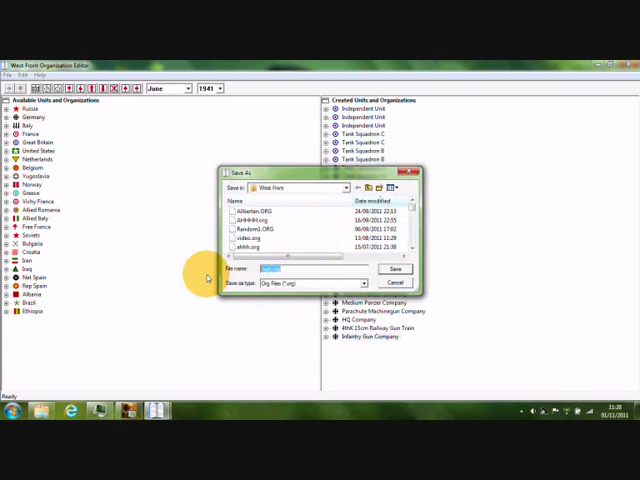 West Front Organization Editor
File Edit Help
June 1941
Available Units and Organizations
Russia
Germany
Italy
France
Great Britain
United States
Netherlands
Belgium
Yugoslavia
Norway
Greece
Vichy France
Allied Romania
Allied Italy
Free France
Soviets
Bulgaria
Croatia
Iran
Iraq
Nat Spain
Rep Spain
Albania
Brazil
Ethiopia
Created Units and Organizations
Independent Unit
Independent Unit
Independent Unit
Tank Squadron C
Tank Squadron B
Tank Squadron C
Save As
Save in: West Front
Name Date modified
Allierten.ORG 24/09/2011 22:13
AHHHH.org 16/09/2011 22:55
Random1.ORG 06/09/2011 17:02
video.org 13/08/2011 11:29
ahhh.org 15/07/2011 21:38
File name: Save
Save as type: Org Files (*.org) Cancel
Medium Panzer Company
Parachute Machinegun Company
HQ Company
4thK 15cm Railway Gun Train
Infantry Gun Company
Ready
11:28
01/11/2011